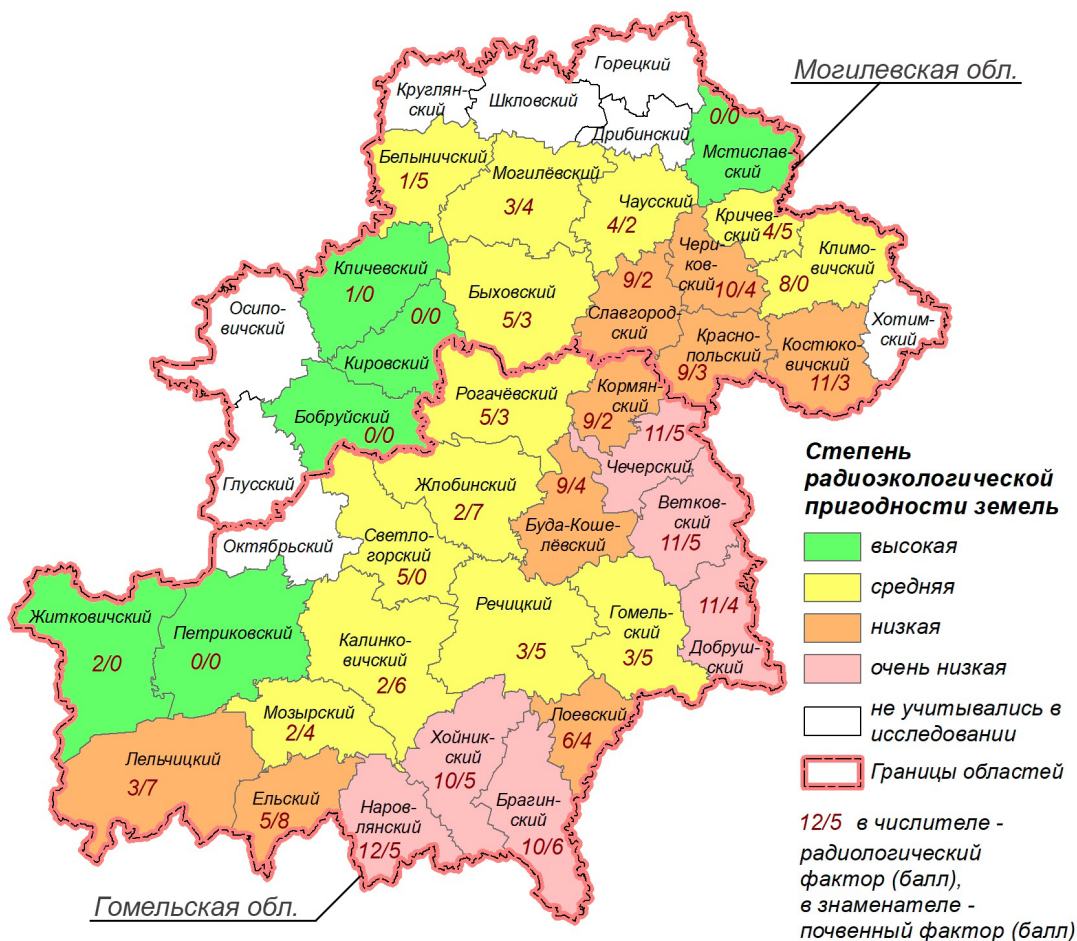 Могилевская обл.
Горецкий
Круглян-
ский
Шкловский
Дрибинский
0/0
Мстислав-
ский
Белыничский
1/5
Могилёвский
3/4
Чаусский
4/2
Кричев-
ский
4/5
Климо-
вичский
8/0
Чери-
ков-
ский
10/4
Кличевский
1/0
0/0
Кировский
Быховский
5/3
9/2
Славгород-
ский
Красно-
польский
9/3
Костюко-
вичский
11/3
Хотим-
ский
Осипо-
вичский
Бобруйский
0/0
Глусский
Рогачёвский
5/3
Кормян-
ский
9/2
11/5
Чечерский
Жлобинский
2/7
9/4
Буда-Коше-
лёвский
Ветков-
ский
11/5
Октябрьский
Светло-
горский
5/0
Житковичский
2/0
Петриковский
0/0
Калинко-
вичский
2/6
Речицкий
3/5
Гомель-
ский
3/5
11/4
Добруш-
ский
Мозырский
2/4
Лоевский
6/4
Хойник-
ский
10/5
Брагин-
ский
10/6
Лельчицкий
3/7
Ельский
5/8
Наров-
лянский
12/5
Гомельская обл.
Степень
радиоэкологической
пригодности земель
высокая
средняя
низкая
очень низкая
не учитывались в
исследовании
Границы областей
12/5 в числителе -
радиологический
фактор (балл),
в знаменателе -
почвенный фактор (балл)